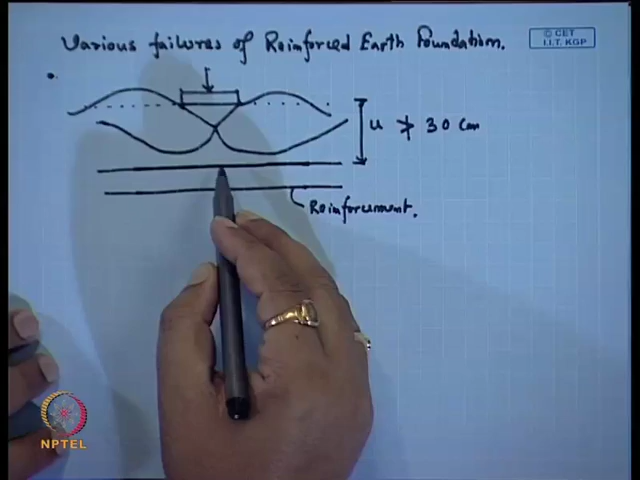 Various failures of Reinforced Earth Foundation.
© CET
I.I.T. KGP
u ≯ 30 cm
Reinforcement.
NPTEL